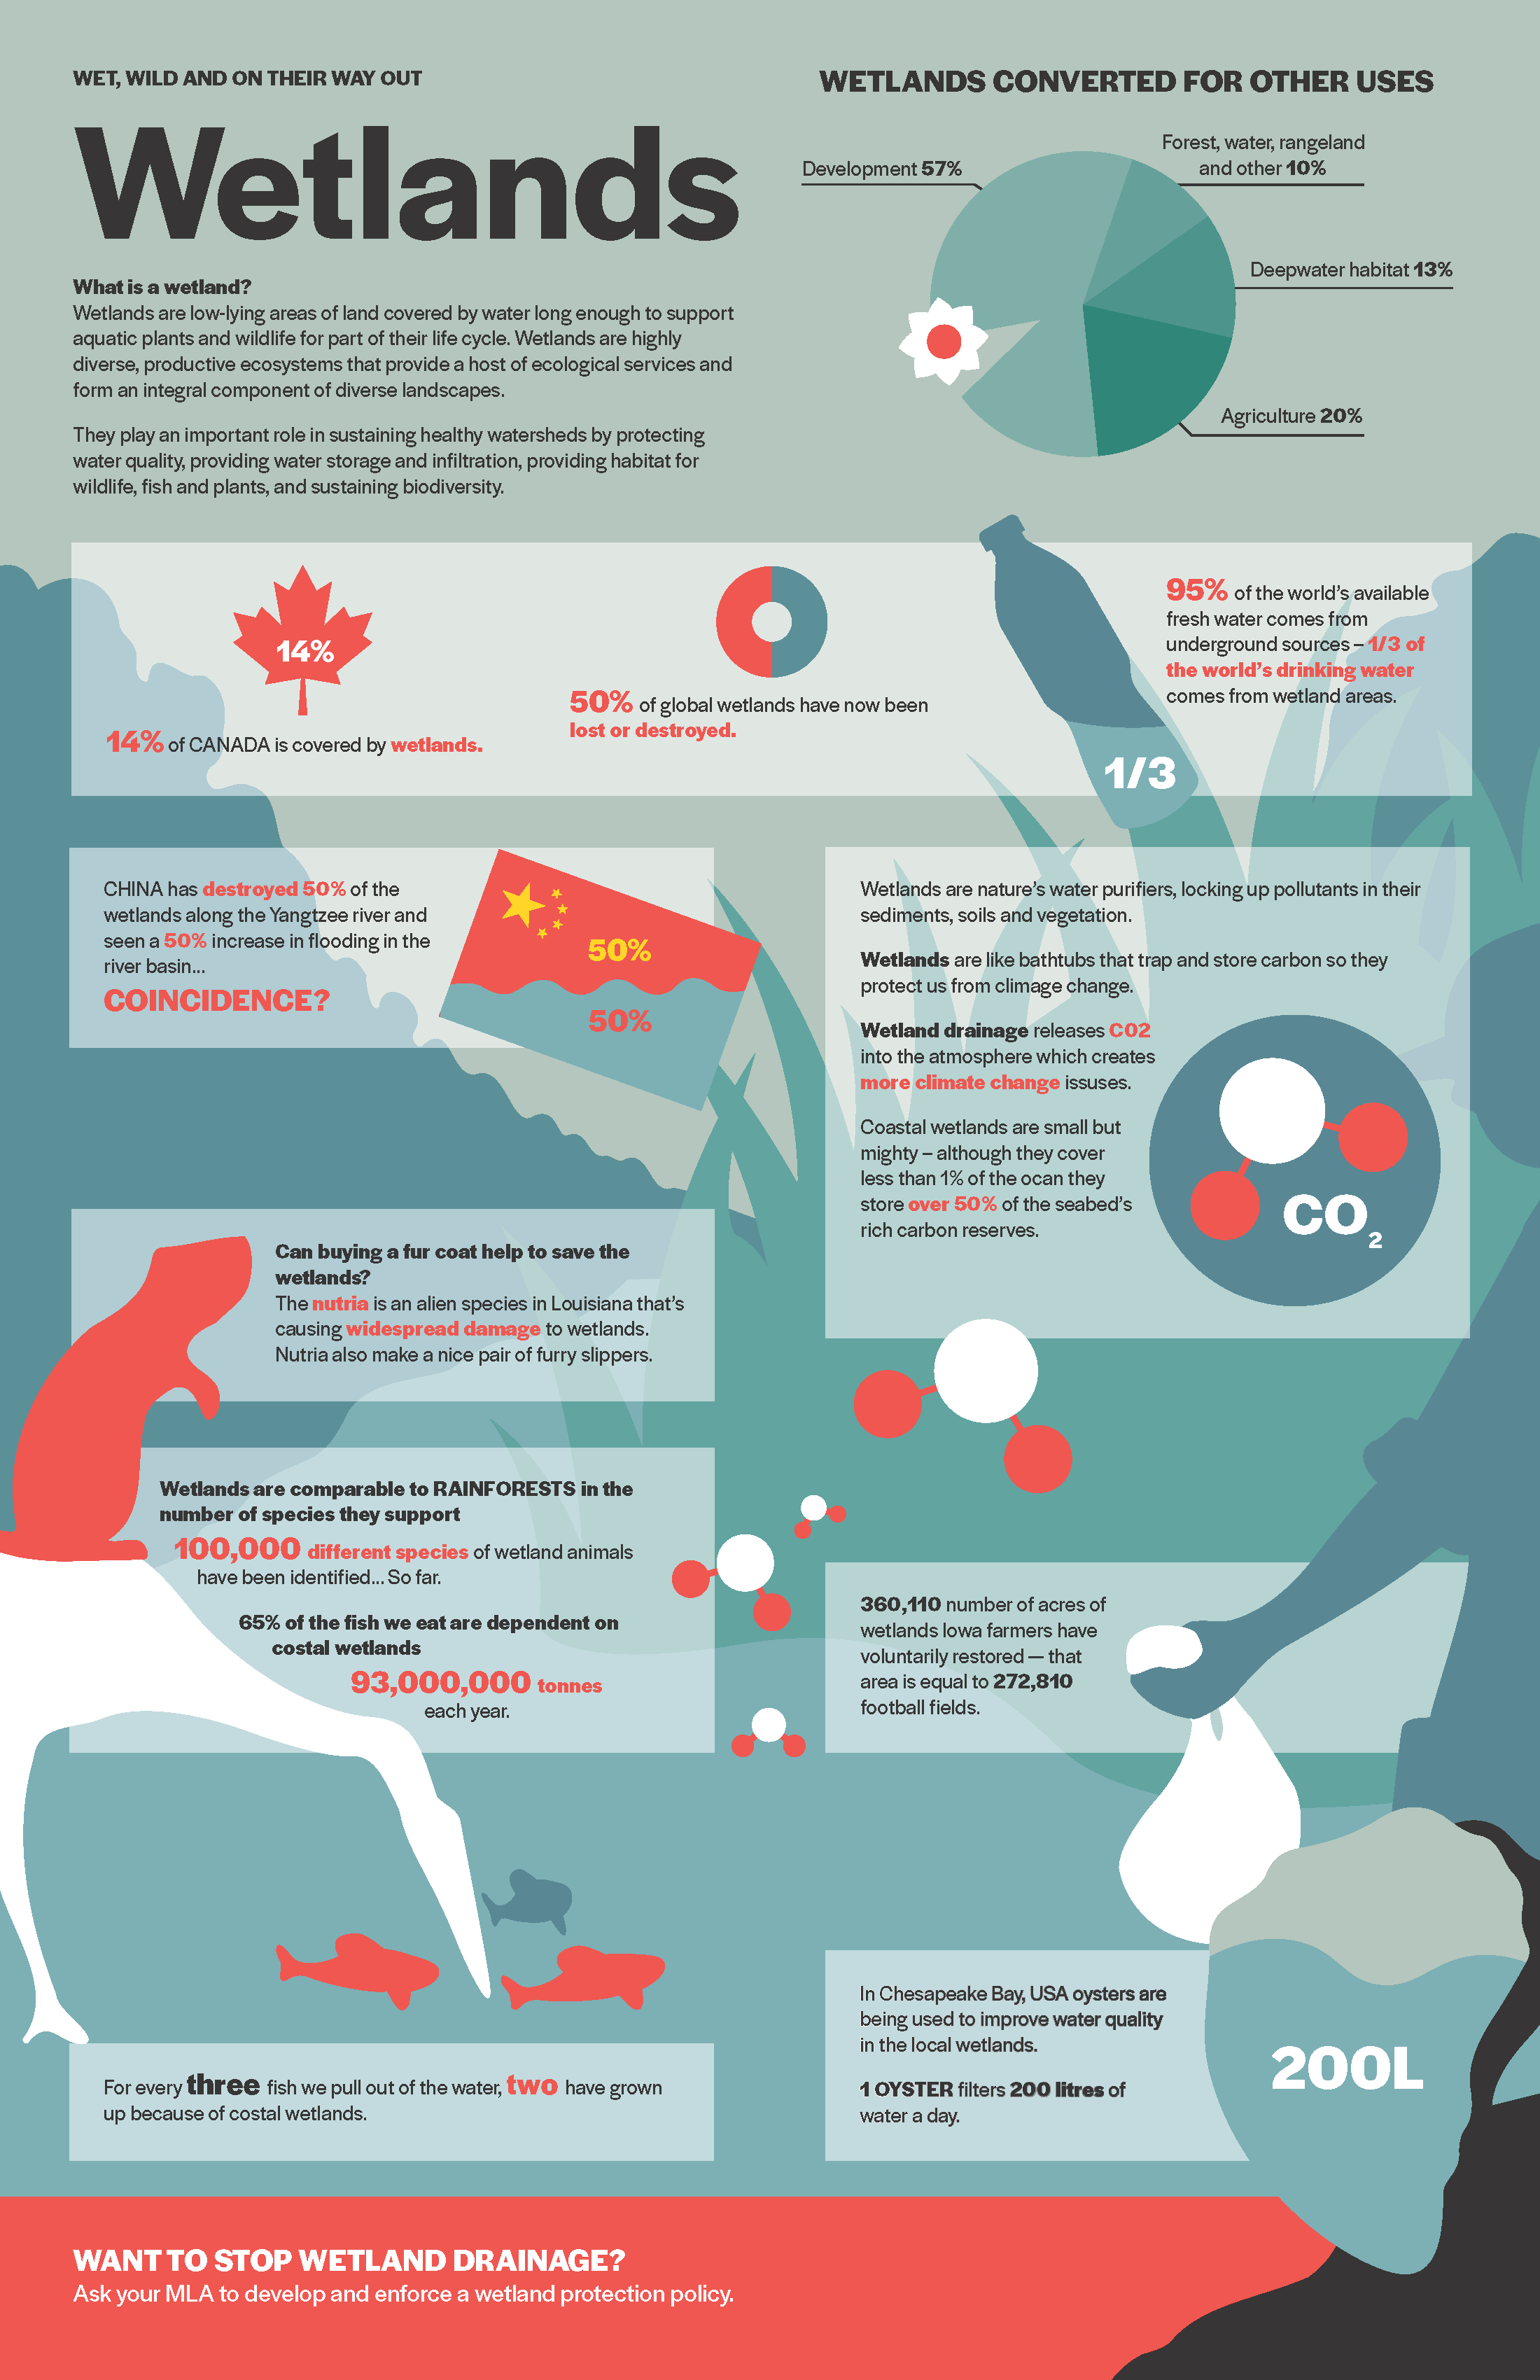 WET, WILD AND ON THEIR WAY OUT
Wetlands
What is a wetland?
Wetlands are low-lying areas of land covered by water long enough to support
aquatic plants and wildlife for part of their life cycle. Wetlands are highly
diverse, productive ecosystems that provide a host of ecological services and
form an integral component of diverse landscapes.
They play an important role in sustaining healthy watersheds by protecting
water quality, providing water storage and infiltration, providing habitat for
wildlife, fish and plants, and sustaining biodiversity.
WETLANDS CONVERTED FOR OTHER USES
Development 57%
Forest, water, rangeland
and other 10%
Deepwater habitat 13%
Agriculture 20%
14%
14% of CANADA is covered by wetlands.
50% of global wetlands have now been
lost or destroyed.
1/3
95% of the world's available
fresh water comes from
underground sources – 1/3 of
the world's drinking water
comes from wetland areas.
CHINA has destroyed 50% of the
wetlands along the Yangtzee river and
seen a 50% increase in flooding in the
river basin...
COINCIDENCE?
50%
50%
Wetlands are nature's water purifiers, locking up pollutants in their
sediments, soils and vegetation.
Wetlands are like bathtubs that trap and store carbon so they
protect us from climage change.
Wetland drainage releases C02
into the atmosphere which creates
more climate change issuses.
Coastal wetlands are small but
mighty – although they cover
less than 1% of the ocan they
store over 50% of the seabed's
rich carbon reserves.
CO2
Can buying a fur coat help to save the
wetlands?
The nutria is an alien species in Louisiana that's
causing widespread damage to wetlands.
Nutria also make a nice pair of furry slippers.
Wetlands are comparable to RAINFORESTS in the
number of species they support
100,000 different species of wetland animals
have been identified... So far.
65% of the fish we eat are dependent on
costal wetlands
93,000,000 tonnes
each year.
360,110 number of acres of
wetlands Iowa farmers have
voluntarily restored — that
area is equal to 272,810
football fields.
For every three fish we pull out of the water, two have grown
up because of costal wetlands.
In Chesapeake Bay, USA oysters are
being used to improve water quality
in the local wetlands.
1 OYSTER filters 200 litres of
water a day.
200L
WANT TO STOP WETLAND DRAINAGE?
Ask your MLA to develop and enforce a wetland protection policy.